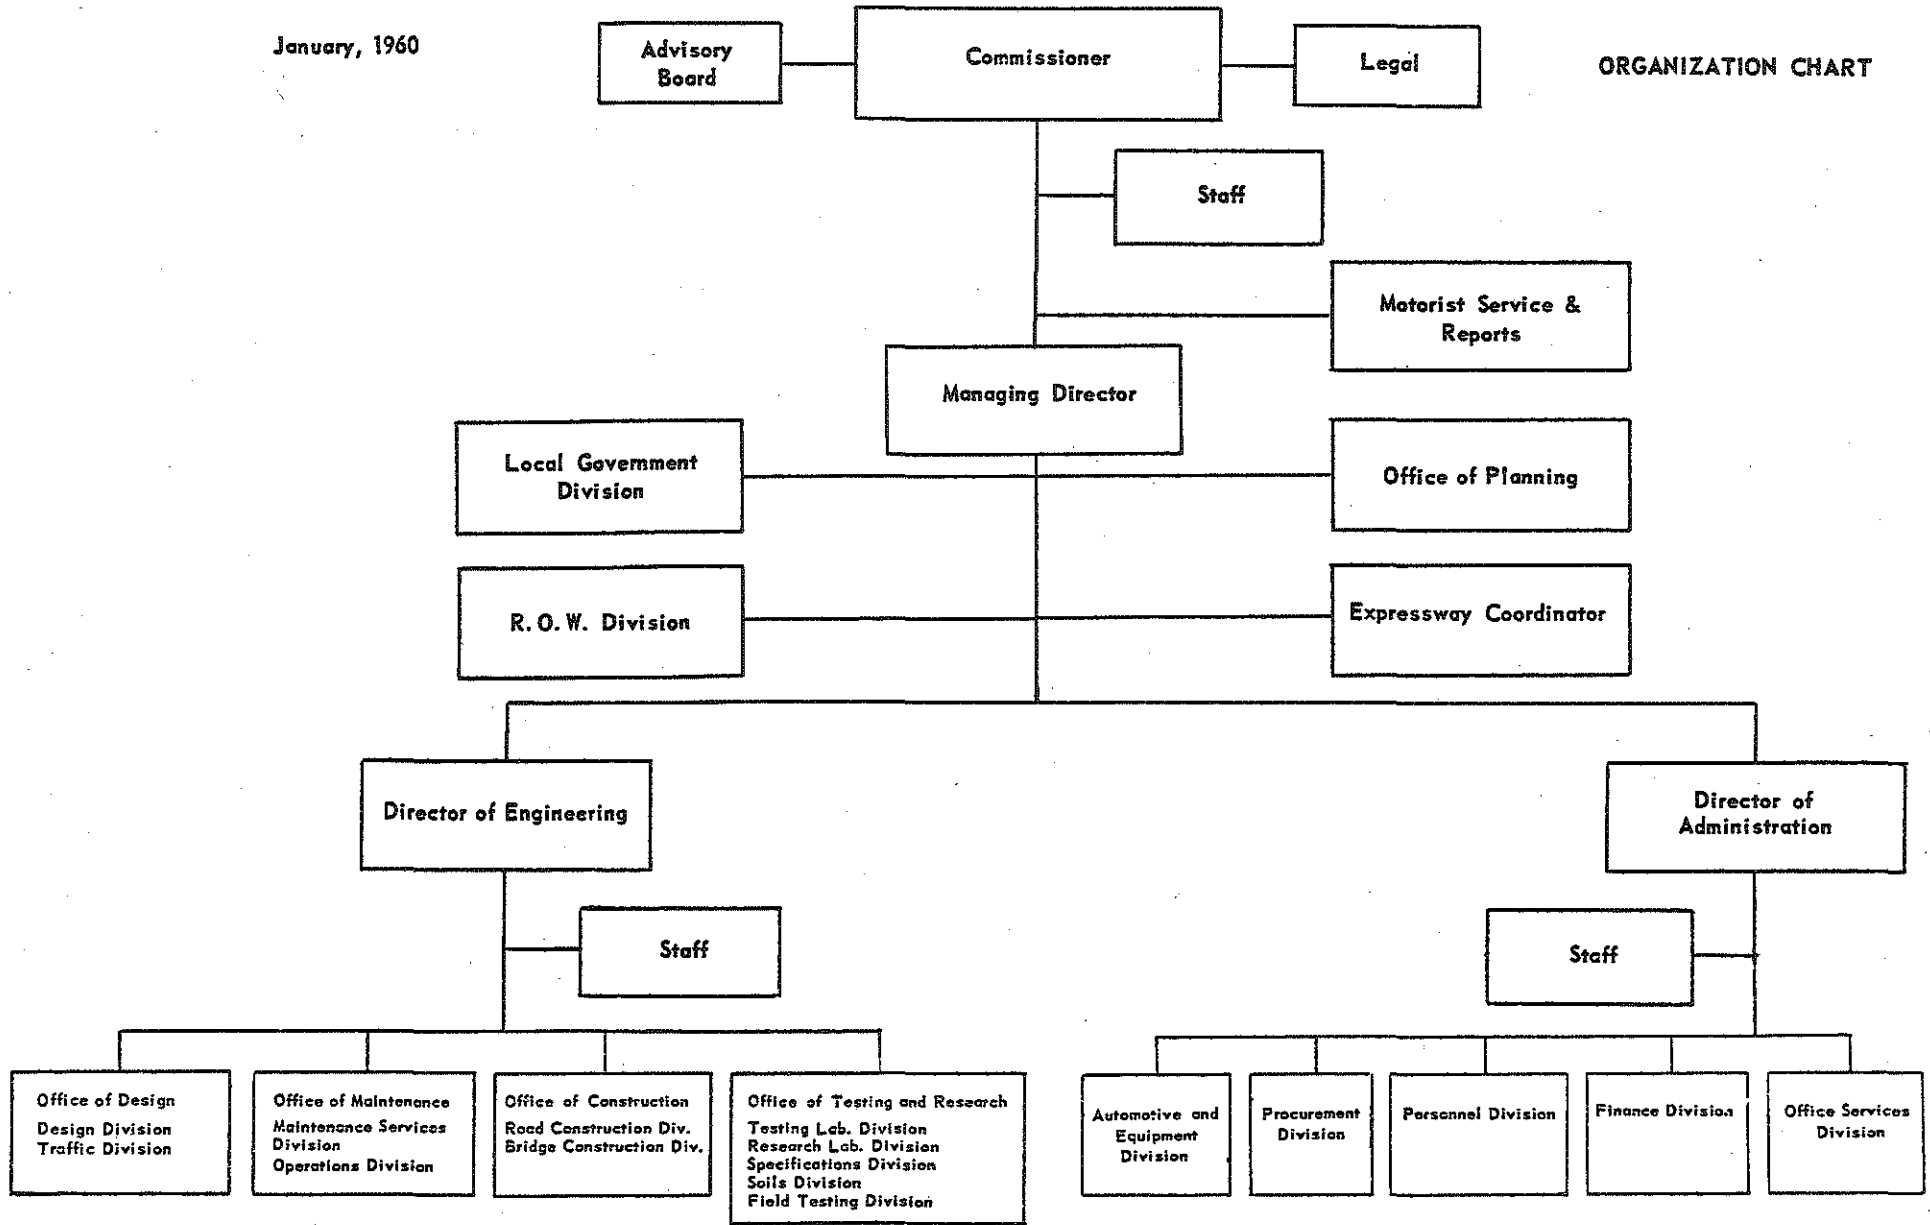 January, 1960
Advisory
Board
Commissioner
Legal
ORGANIZATION CHART
Staff
Motorist Service &
Reports
Managing Director
Local Government
Division
Office of Planning
R. O. W. Division
Expressway Coordinator
Director of Engineering
Director of
Administration
Staff
Staff
Office of Design
Design Division
Traffic Division
Office of Maintenance
Maintenance Services
Division
Operations Division
Office of Construction
Road Construction Div.
Bridge Construction Div.
Office of Testing and Research
Testing Lab. Division
Research Lab. Division
Specifications Division
Soils Division
Field Testing Division
Automotive and
Equipment
Division
Procurement
Division
Personnel Division
Finance Division
Office Services
Division